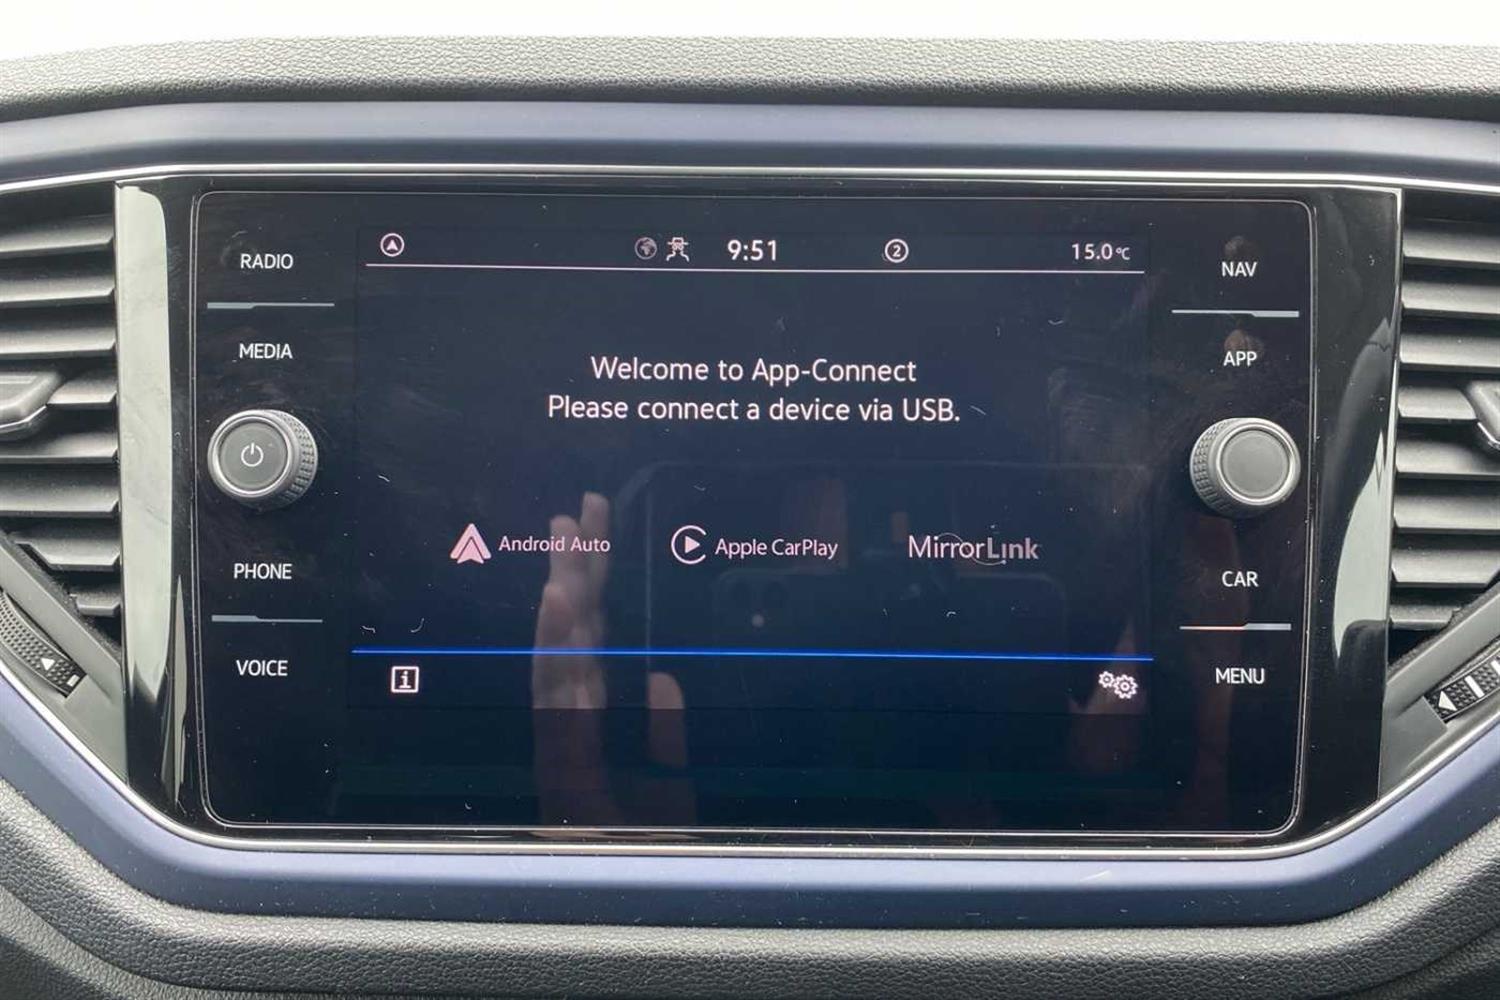 RADIO
MEDIA
PHONE
VOICE
9:51
2
15.0°C
Welcome to App-Connect
Please connect a device via USB.
Android Auto
Apple CarPlay
MirrorLink
i
NAV
APP
CAR
MENU